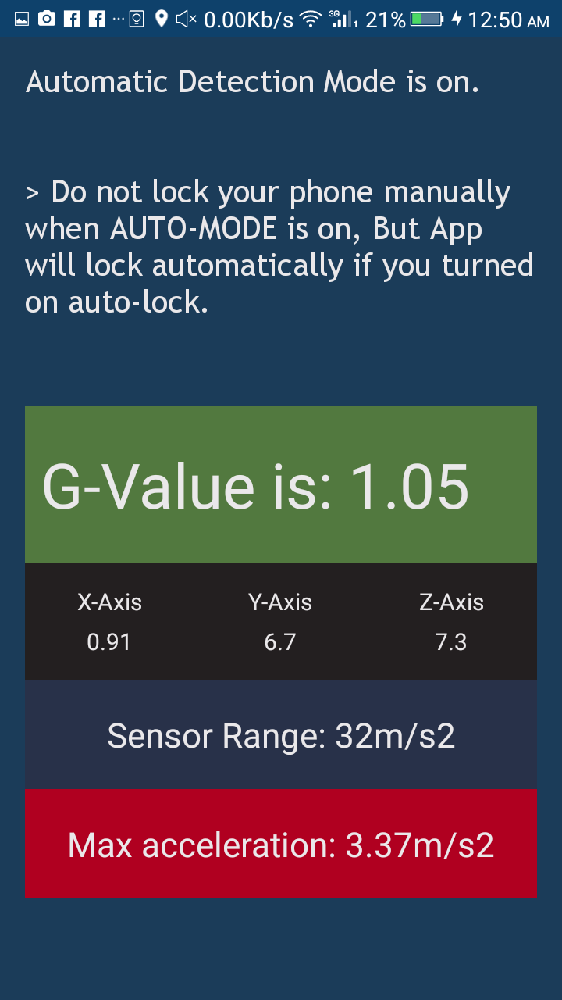 0.00Kb/s 3G 1 21% 12:50 AM
Automatic Detection Mode is on.
> Do not lock your phone manually
when AUTO-MODE is on, But App
will lock automatically if you turned
on auto-lock.
G-Value is: 1.05
X-Axis Y-Axis Z-Axis
0.91 6.7 7.3
Sensor Range: 32m/s2
Max acceleration: 3.37m/s2